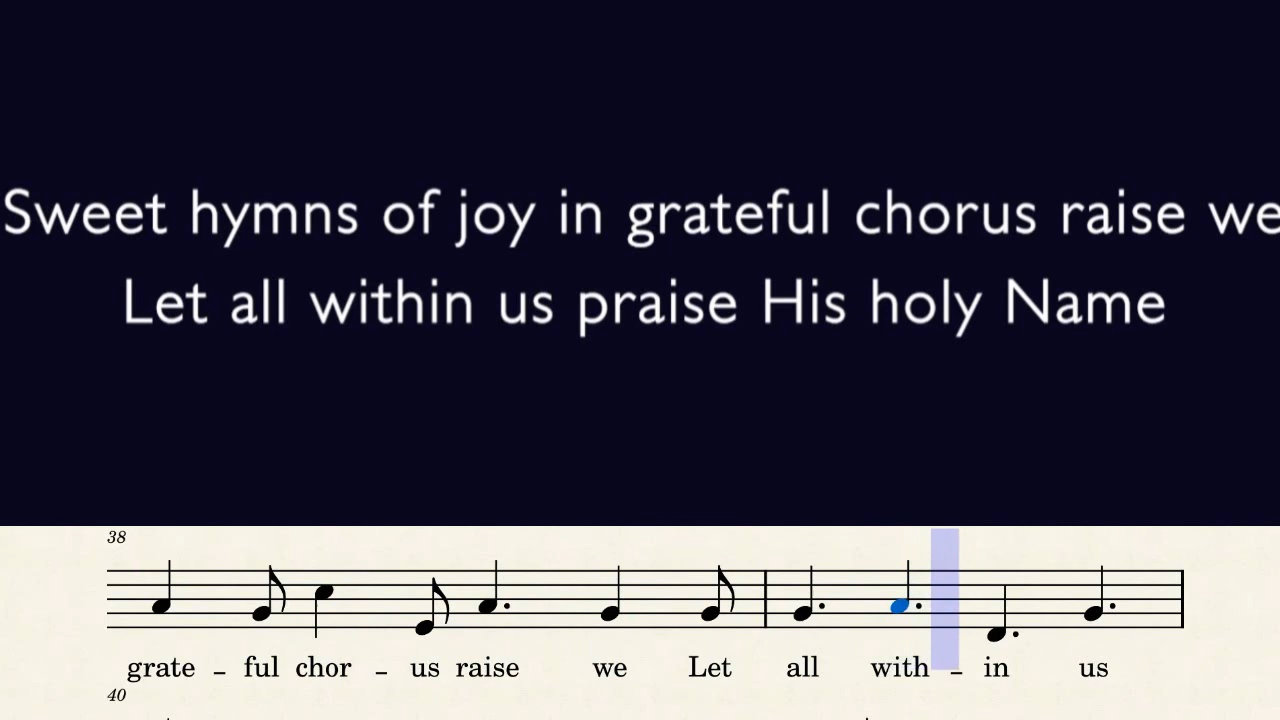 Sweet hymns of joy in grateful chorus raise we
Let all within us praise His holy Name
38
grate - ful chor - us raise we Let all with - in us
40